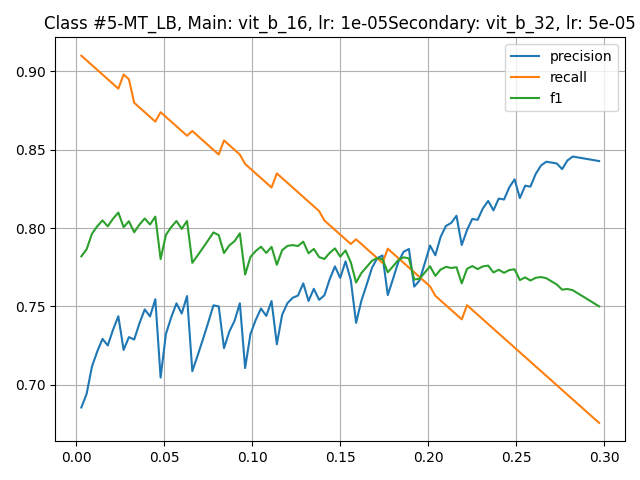 Class #5-MT_LB, Main: vit_b_16, lr: 1e-05Secondary: vit_b_32, lr: 5e-05
precision
recall
f1
0.90
0.85
0.80
0.75
0.70
0.00 0.05 0.10 0.15 0.20 0.25 0.30